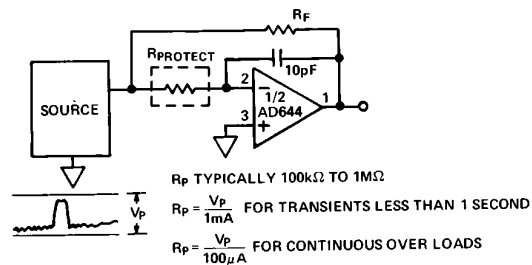 RF
RPROTECT
10pF
2
1/2
AD644
1
3
SOURCE
RP TYPICALLY 100kΩ TO 1MΩ
VP
RP = VP/1mA FOR TRANSIENTS LESS THAN 1 SECOND
RP = VP/100μA FOR CONTINUOUS OVER LOADS